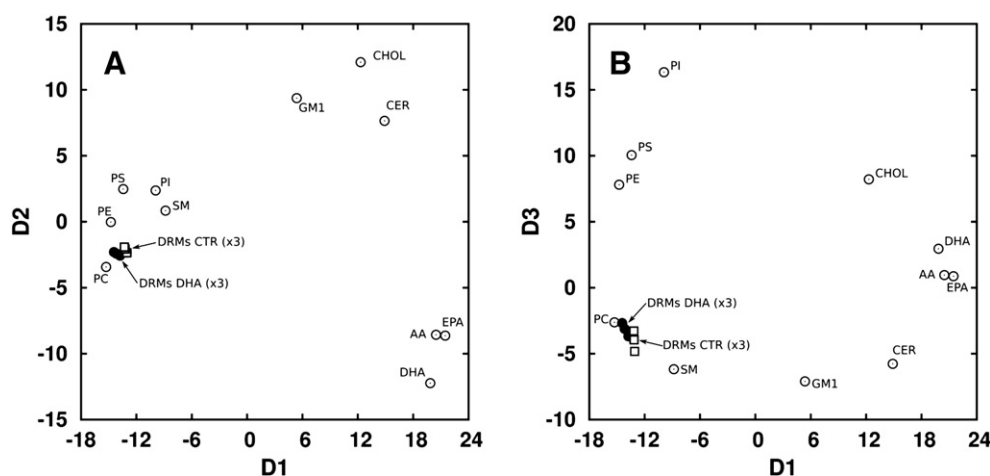 A
B
15
10
5
0
-5
-10
-15
D2
CHOL
GM1
CER
PS
PI
SM
PE
DRMs CTR (x3)
PC
DRMs DHA (x3)
AA
EPA
DHA
-18
-12
-6
0
6
12
18
24
D1
20
15
10
5
0
-5
-10
D3
PI
PS
PE
CHOL
DHA
AA
EPA
PC
DRMs DHA (x3)
DRMs CTR (x3)
SM
CER
GM1
-18
-12
-6
0
6
12
18
24
D1